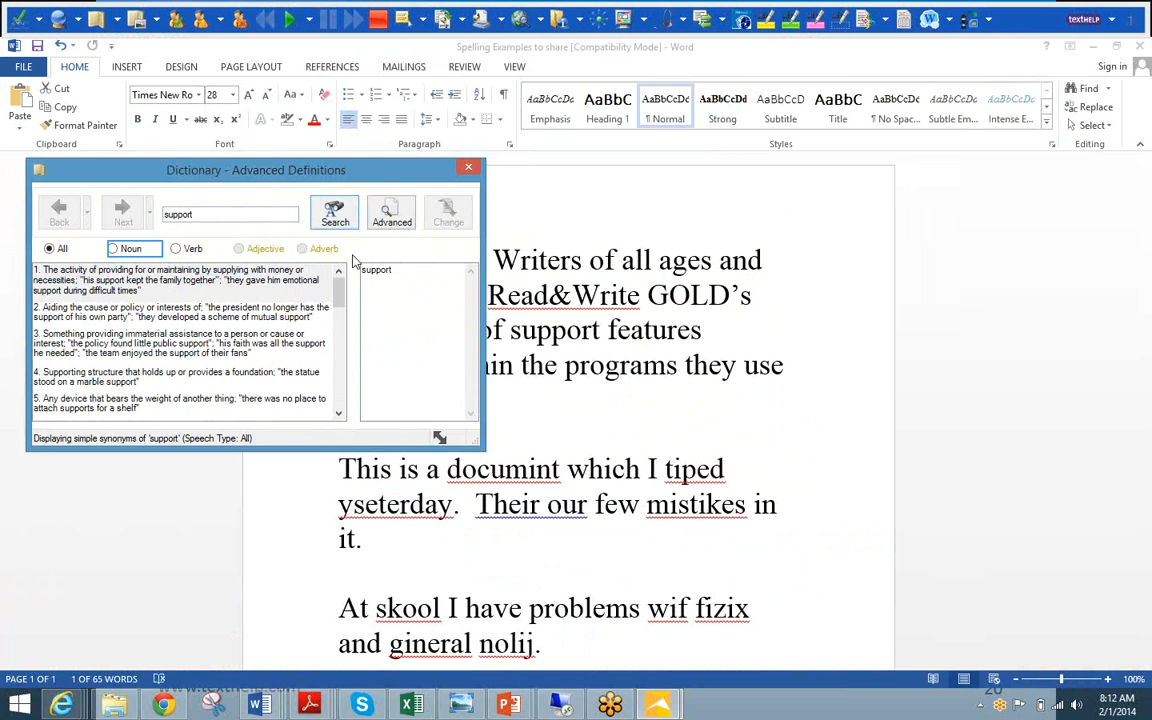 TEXTHELP
Spelling Examples to share [Compatibility Mode] - Word
FILE
HOME
INSERT
DESIGN
PAGE LAYOUT
REFERENCES
MAILINGS
REVIEW
VIEW
Sign in
Paste
Cut
Copy
Format Painter
Times New Ro
28
AaBbCcDc
Emphasis
AaBbC
Heading 1
AaBbCcDd
¶ Normal
AaBbCcDc
Strong
AaBbCcD
Subtitle
AaBbC
Title
AaBbCcDd
¶ No Spac...
AaBbCcDd
Subtle Em...
AaBbCcDd
Intense E...
Find
Replace
Select
Clipboard
Font
Paragraph
Styles
Editing
Dictionary - Advanced Definitions
Back
Next
support
Search
Advanced
Change
All
Noun
Verb
Adjective
Adverb
1. The activity of providing for or maintaining by supplying with money or
necessities; "his support kept the family together"; "they gave him emotional
support during difficult times"
2. Aiding the cause or policy or interests of; "the president no longer has the
support of his own party"; "they developed a scheme of mutual support"
3. Something providing immaterial assistance to a person or cause or
interest; "the policy found little public support"; "his faith was all the support
he needed"; "the team enjoyed the support of their fans"
4. Supporting structure that holds up or provides a foundation; "the statue
stood on a marble support"
5. Any device that bears the weight of another thing; "there was no place to
attach supports for a shelf"
support
Displaying simple synonyms of 'support' (Speech Type: All)
Writers of all ages and
Read&Write GOLD's
of support features
hin the programs they use
This is a documint which I tiped
yseterday. Their our few mistikes in
it.
At skool I have problems wif fizix
and gineral nolij.
PAGE 1 OF 1
1 OF 65 WORDS
100%
www.texthelp.com
20
8:12 AM
2/1/2014